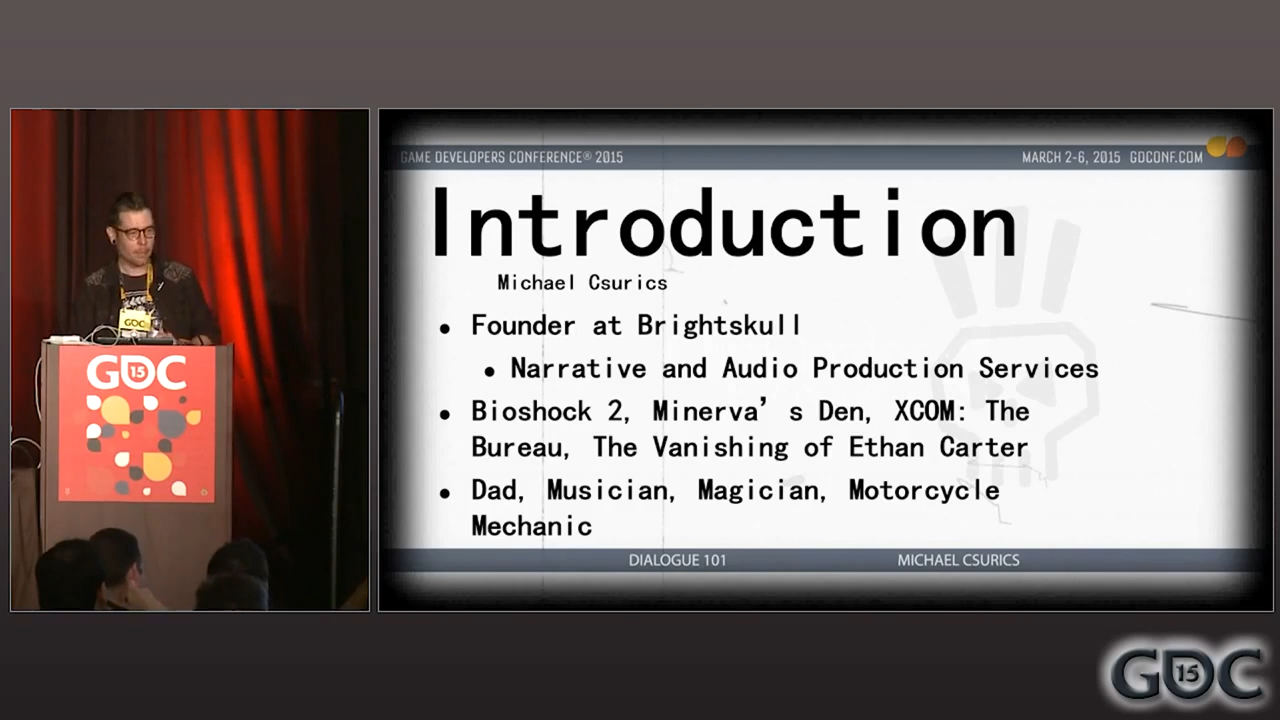 GAME DEVELOPERS CONFERENCE® 2015
MARCH 2-6, 2015 GDCONF.COM
Introduction
Michael Csurics
• Founder at Brightskull
• Narrative and Audio Production Services
• Bioshock 2, Minerva's Den, XCOM: The
Bureau, The Vanishing of Ethan Carter
• Dad, Musician, Magician, Motorcycle
Mechanic
DIALOGUE 101
MICHAEL CSURICS
GDC
GDC
15
GDC
15